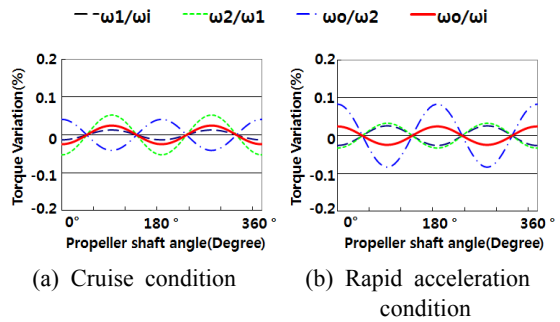 ω1/ωi ω2/ω1 ωo/ω2 ωo/ωi
Torque Variation(%)
0.2
0.1
0
-0.1
-0.2
0° 180 ° 360 °
Propeller shaft angle(Degree)
(a) Cruise condition
Torque Variation(%)
0.2
0.1
0
-0.1
-0.2
0° 180 ° 360 °
Propeller shaft angle(Degree)
(b) Rapid acceleration
condition